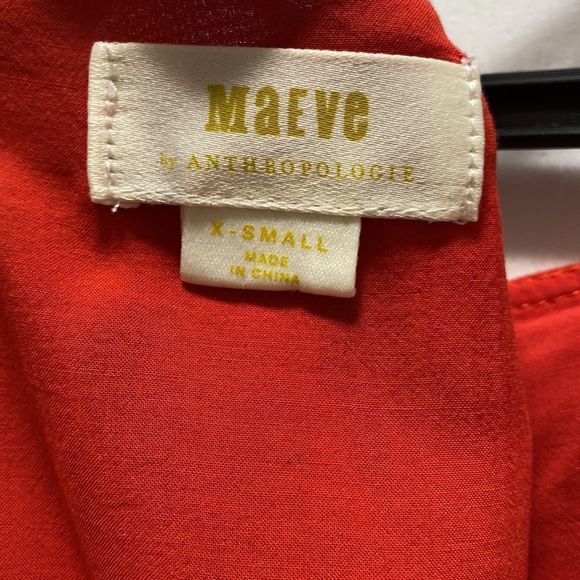 MaEVe
by ANTHROPOLOGIE
X-SMALL
MADE
IN CHINA